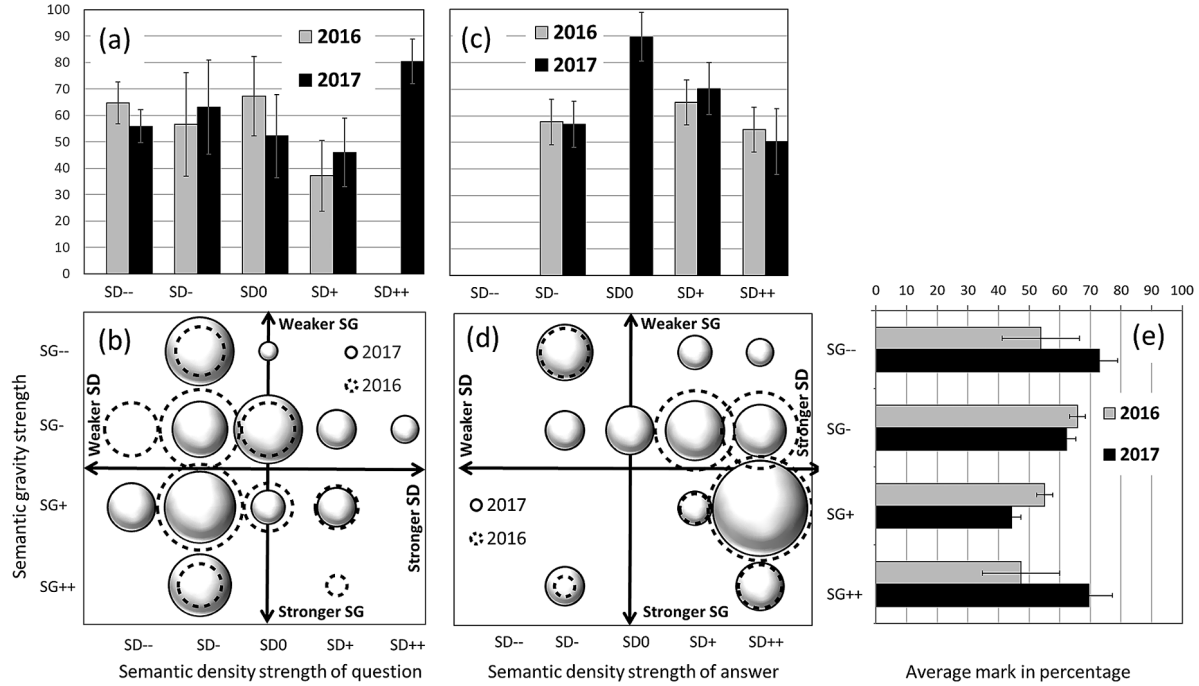 100
90
80
70
60
50
40
30
20
10
0
(a)
2016
2017
SD-- SD- SD0 SD+ SD++
(c)
2016
2017
SD-- SD- SD0 SD+ SD++
Semantic gravity strength
SG--
SG-
SG+
SG++
(b)
Weaker SG
2017
2016
Weaker SD
Stronger SD
Stronger SG
SD-- SD- SD0 SD+ SD++
Semantic density strength of question
(d)
Weaker SG
Weaker SD
Stronger SD
2017
2016
Stronger SG
SD-- SD- SD0 SD+ SD++
Semantic density strength of answer
0 10 20 30 40 50 60 70 80 90 100
(e)
SG--
SG-
SG+
SG++
2016
2017
Average mark in percentage